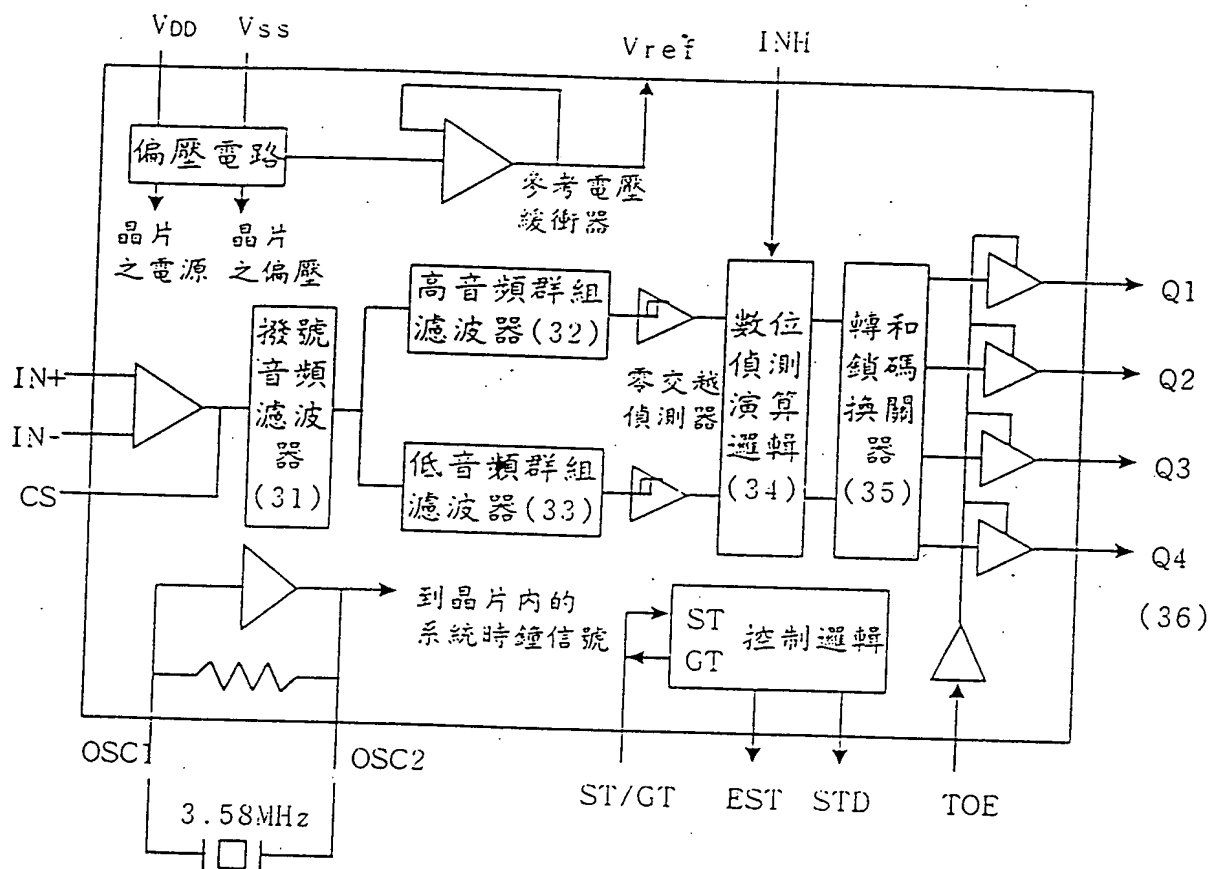 VDD
Vss
Vref
INH
偏壓電路
參考電壓
緩衝器
晶片
之電源
晶片
之偏壓
IN+
IN-
CS
撥號
音頻
濾波
器
(31)
高音頻群組
濾波器(32)
低音頻群組
濾波器(33)
零交越
偵測器
數位
偵測
演算
邏輯
(34)
轉和
鎖碼
換關
器
(35)
Q1
Q2
Q3
Q4
(36)
到晶片內的
系統時鐘信號
ST
GT
控制邏輯
OSC1
OSC2
3.58MHz
ST/GT
EST
STD
TOE